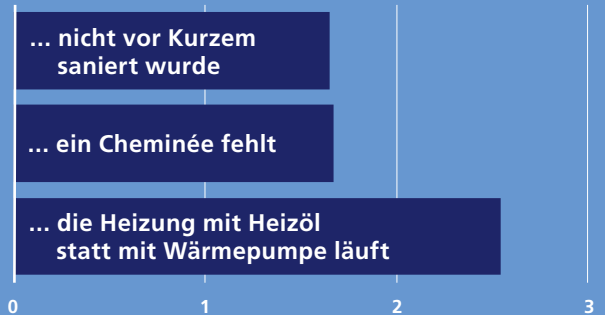 ... nicht vor Kurzem
saniert wurde
... ein Cheminée fehlt
... die Heizung mit Heizöl
statt mit Wärmepumpe läuft
0 1 2 3